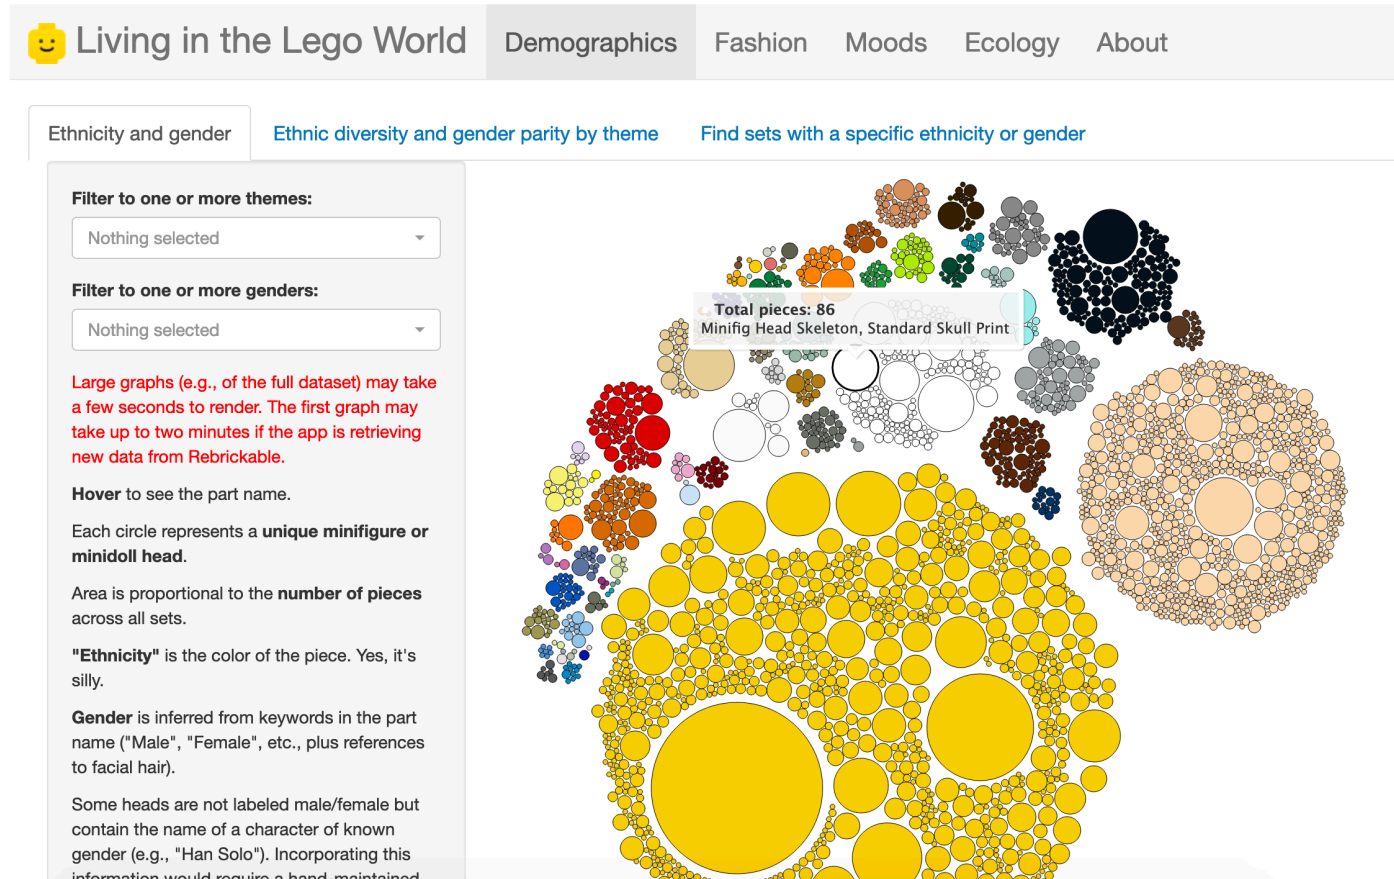 Living in the Lego World
Demographics
Fashion
Moods
Ecology
About
Ethnicity and gender
Ethnic diversity and gender parity by theme
Find sets with a specific ethnicity or gender
Filter to one or more themes:
Nothing selected
Filter to one or more genders:
Nothing selected
Large graphs (e.g., of the full dataset) may take
a few seconds to render. The first graph may
take up to two minutes if the app is retrieving
new data from Rebrickable.
Hover to see the part name.
Each circle represents a unique minifigure or
minidoll head.
Area is proportional to the number of pieces
across all sets.
"Ethnicity" is the color of the piece. Yes, it's
silly.
Gender is inferred from keywords in the part
name ("Male", "Female", etc., plus references
to facial hair).
Some heads are not labeled male/female but
contain the name of a character of known
gender (e.g., "Han Solo"). Incorporating this
information would require a hand-maintained
Total pieces: 86
Minifig Head Skeleton, Standard Skull Print